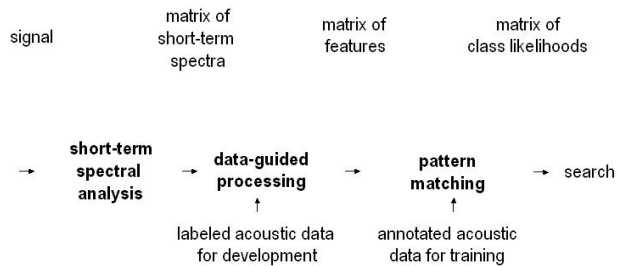 signal
matrix of
short-term
spectra
matrix of
features
matrix of
class likelihoods
short-term
spectral
analysis
data-guided
processing
pattern
matching
search
labeled acoustic data
for development
annotated acoustic
data for training